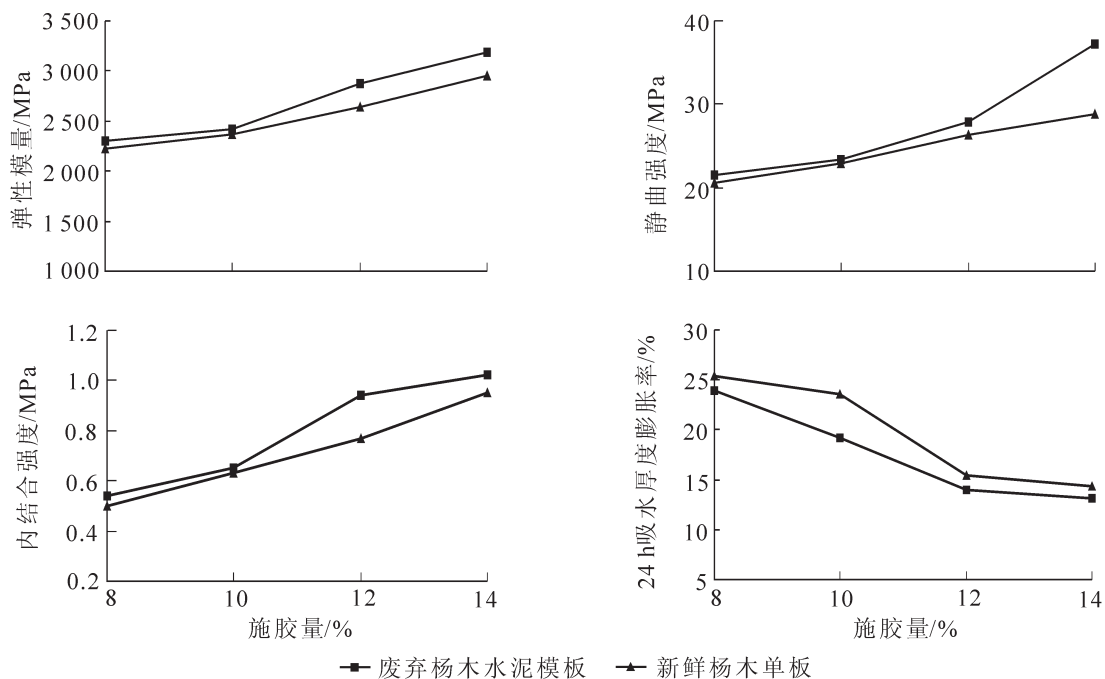 3 500
3 000
2 500
2 000
1 500
1 000
弹性模量/MPa
40
30
20
10
静曲强度/MPa
1.2
1.0
0.8
0.6
0.4
0.2
内结合强度/MPa
8 10 12 14
施胶量/%
30
25
20
15
10
5
24 h吸水厚度膨胀率/%
8 10 12 14
施胶量/%
废弃杨木水泥模板 新鲜杨木单板